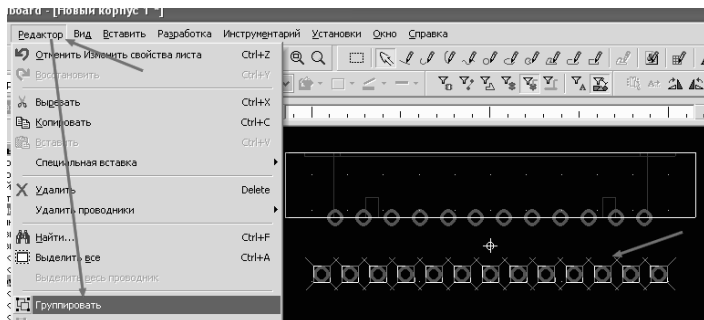 board - [Новый корпус 1 *]
Редактор Вид Вставить Разработка Инструментарий Установки Окно Справка
Отменить Изменить свойства листа Ctrl+Z
Восстановить Ctrl+Y
Вырезать Ctrl+X
Копировать Ctrl+C
Вставить Ctrl+V
Специальная вставка
Удалить Delete
Удалить проводники
Найти... Ctrl+F
Выделить все Ctrl+A
Выделить весь проводник
Группировать